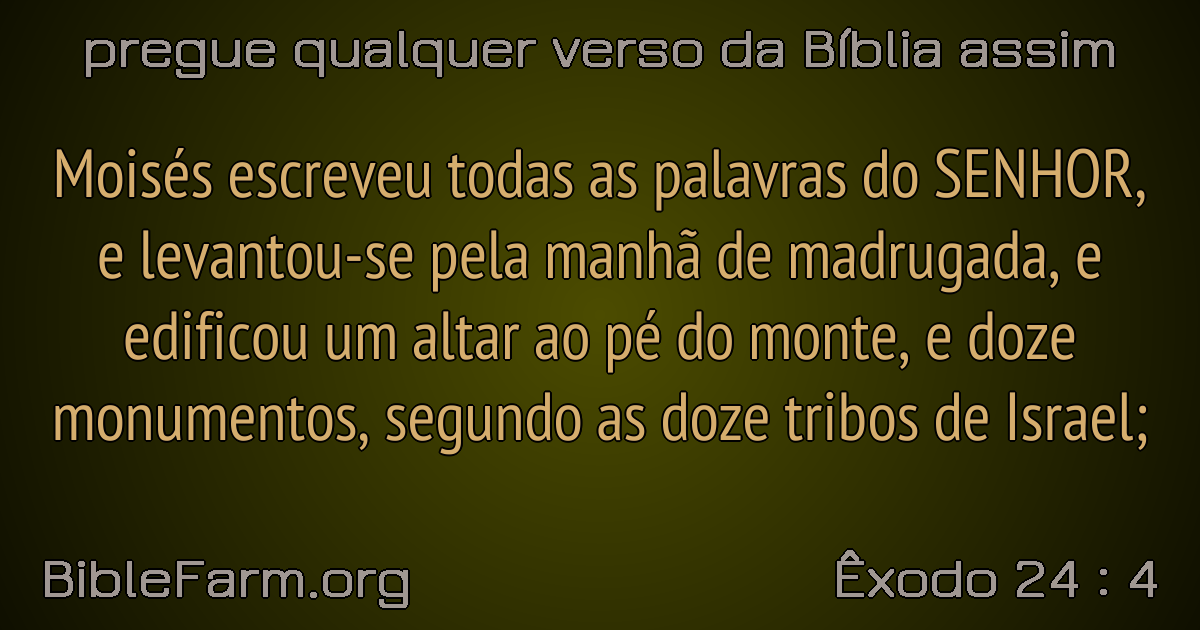 pregue qualquer verso da Bíblia assim
Moisés escreveu todas as palavras do SENHOR,
e levantou-se pela manhã de madrugada, e
edificou um altar ao pé do monte, e doze
monumentos, segundo as doze tribos de Israel;
BibleFarm.org
Êxodo 24 : 4